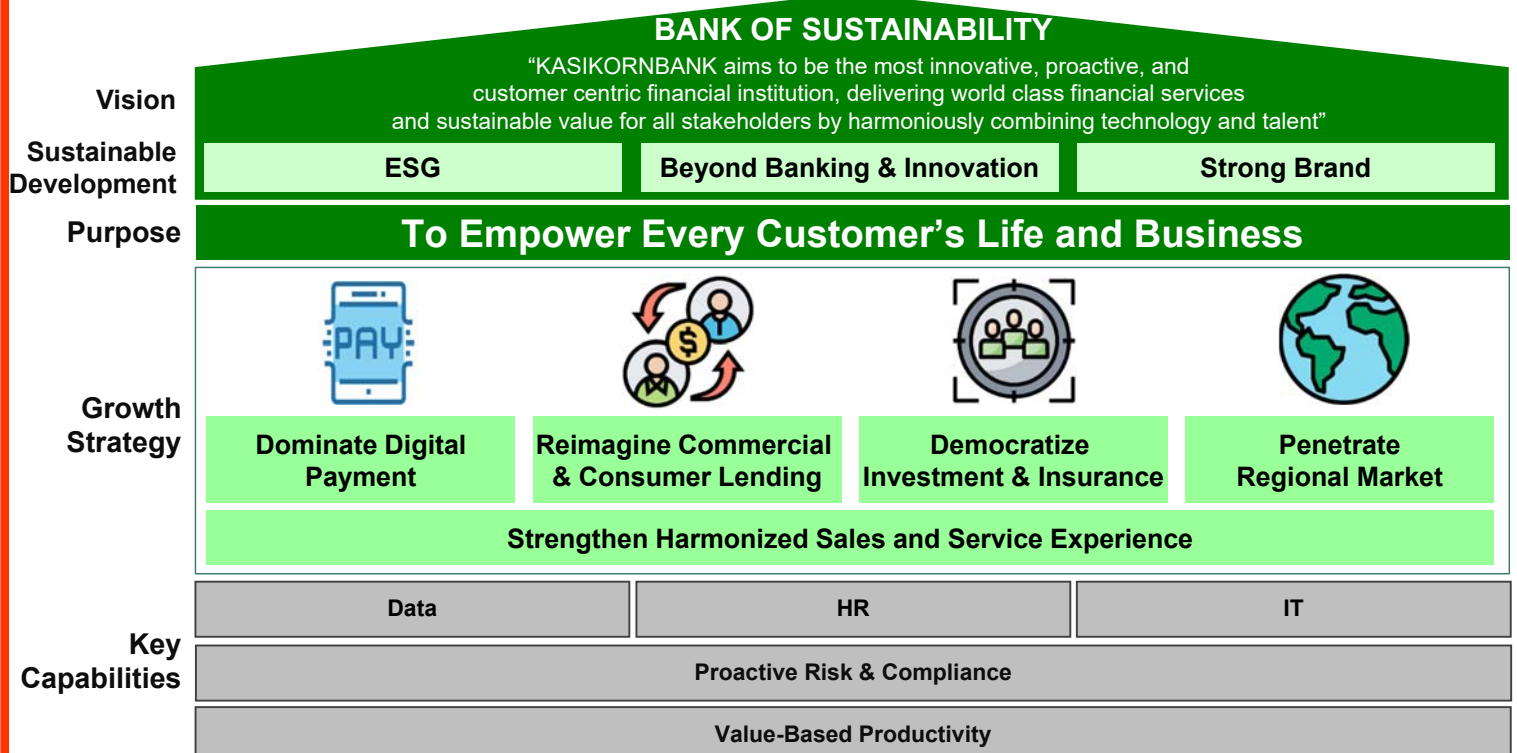 BANK OF SUSTAINABILITY
“KASIKORNBANK aims to be the most innovative, proactive, and
customer centric financial institution, delivering world class financial services
and sustainable value for all stakeholders by harmoniously combining technology and talent”
Vision
Sustainable
Development
ESG
Beyond Banking & Innovation
Strong Brand
Purpose
To Empower Every Customer’s Life and Business
PAY
$
Growth
Strategy
Dominate Digital
Payment
Reimagine Commercial
& Consumer Lending
Democratize
Investment & Insurance
Penetrate
Regional Market
Strengthen Harmonized Sales and Service Experience
Key
Capabilities
Data
HR
IT
Proactive Risk & Compliance
Value-Based Productivity